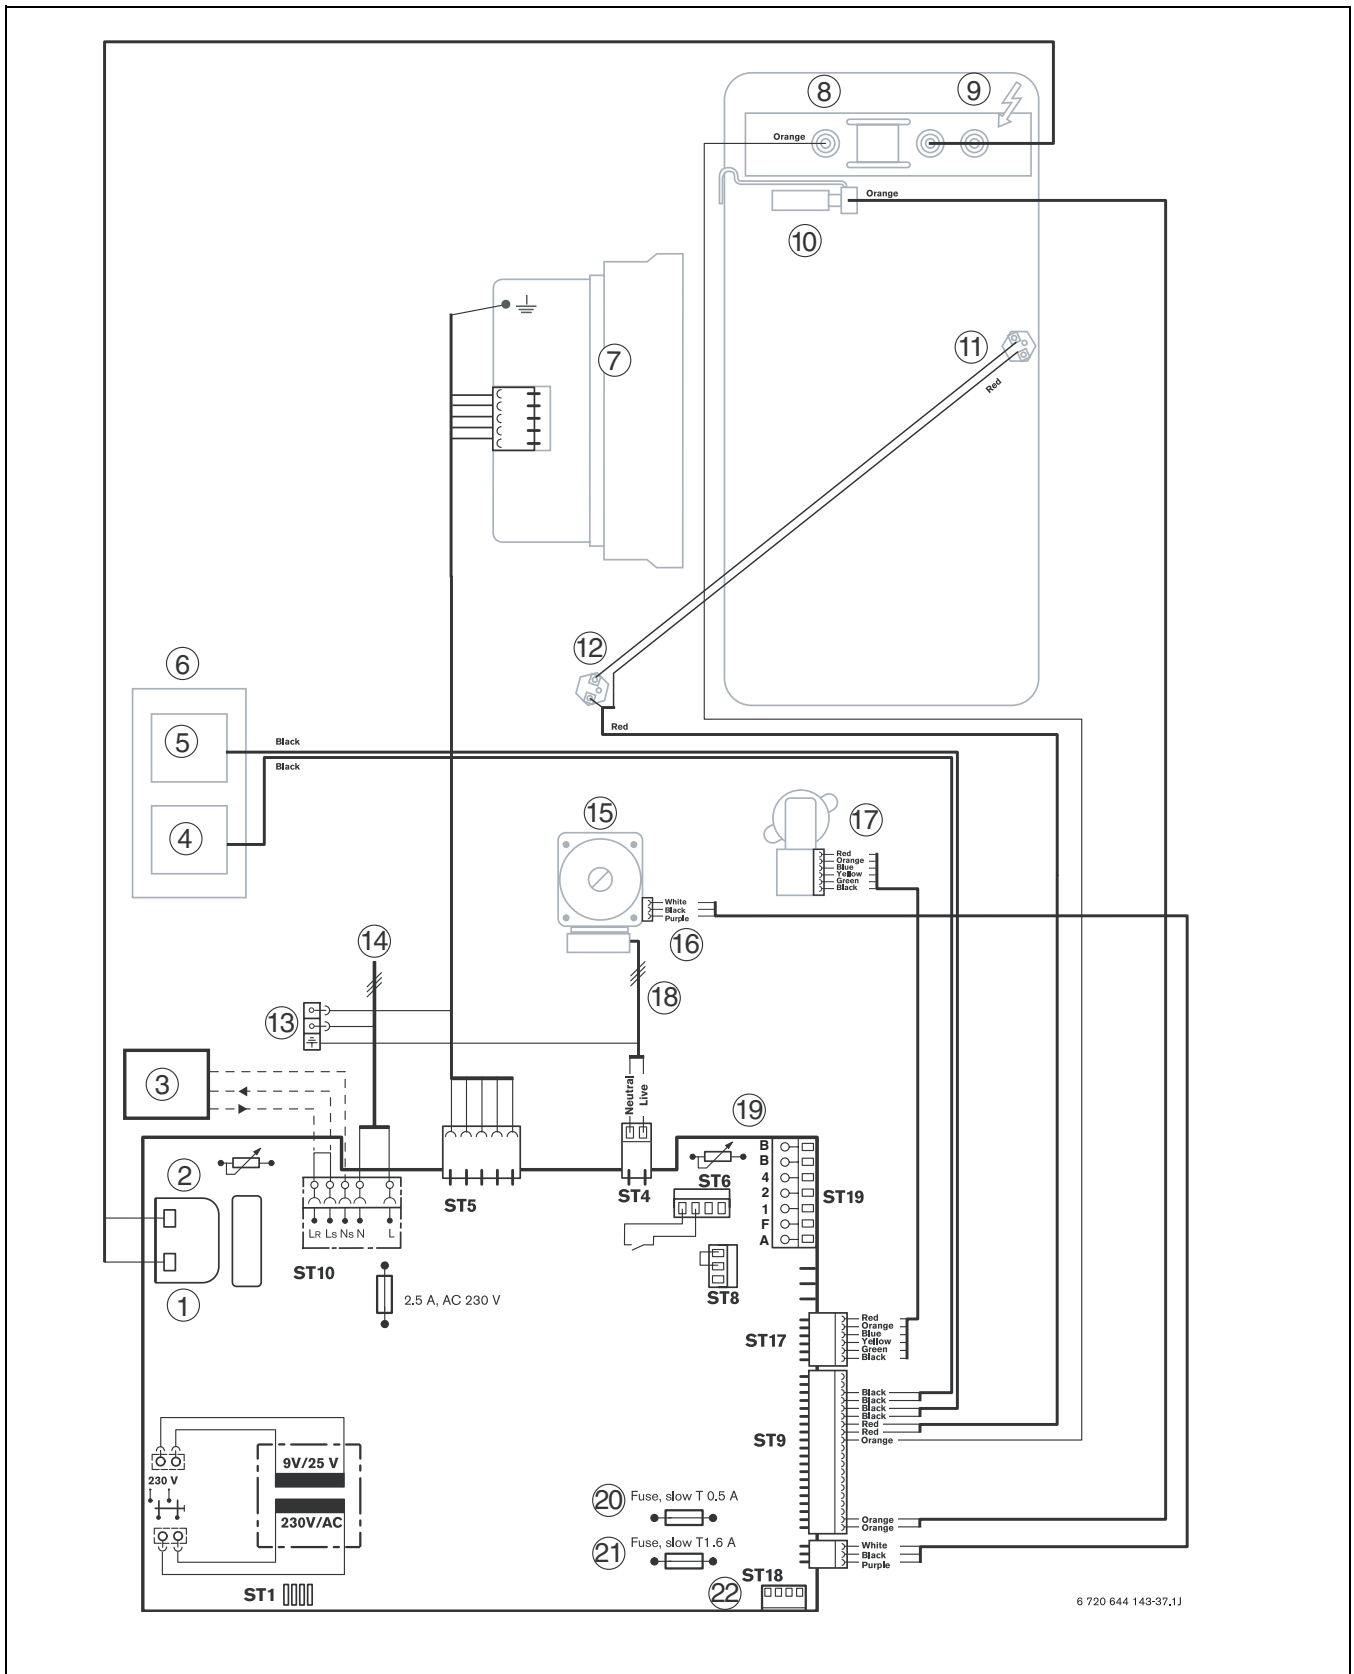 8
9
Orange
Orange
10
7
11
Red
12
6
Red
5
Black
Black
15
17
4
Red
Orange
Blue
Yellow
Green
Black
White
Black
Purple
14
16
18
13
3
Neutral
Live
19
B
B
4
2
1
F
A
2
ST6
ST5
ST4
ST19
LR LS NS N L
ST10
ST8
1
2.5 A, AC 230 V
ST17
Red
Orange
Blue
Yellow
Green
Black
Black
Black
Black
Black
Red
Red
Orange
ST9
9V/25 V
230 V
20 Fuse, slow T 0.5 A
230V/AC
Orange
Orange
21 Fuse, slow T1.6 A
White
Black
Purple
ST18
22
ST1
6 720 644 143-37.1J